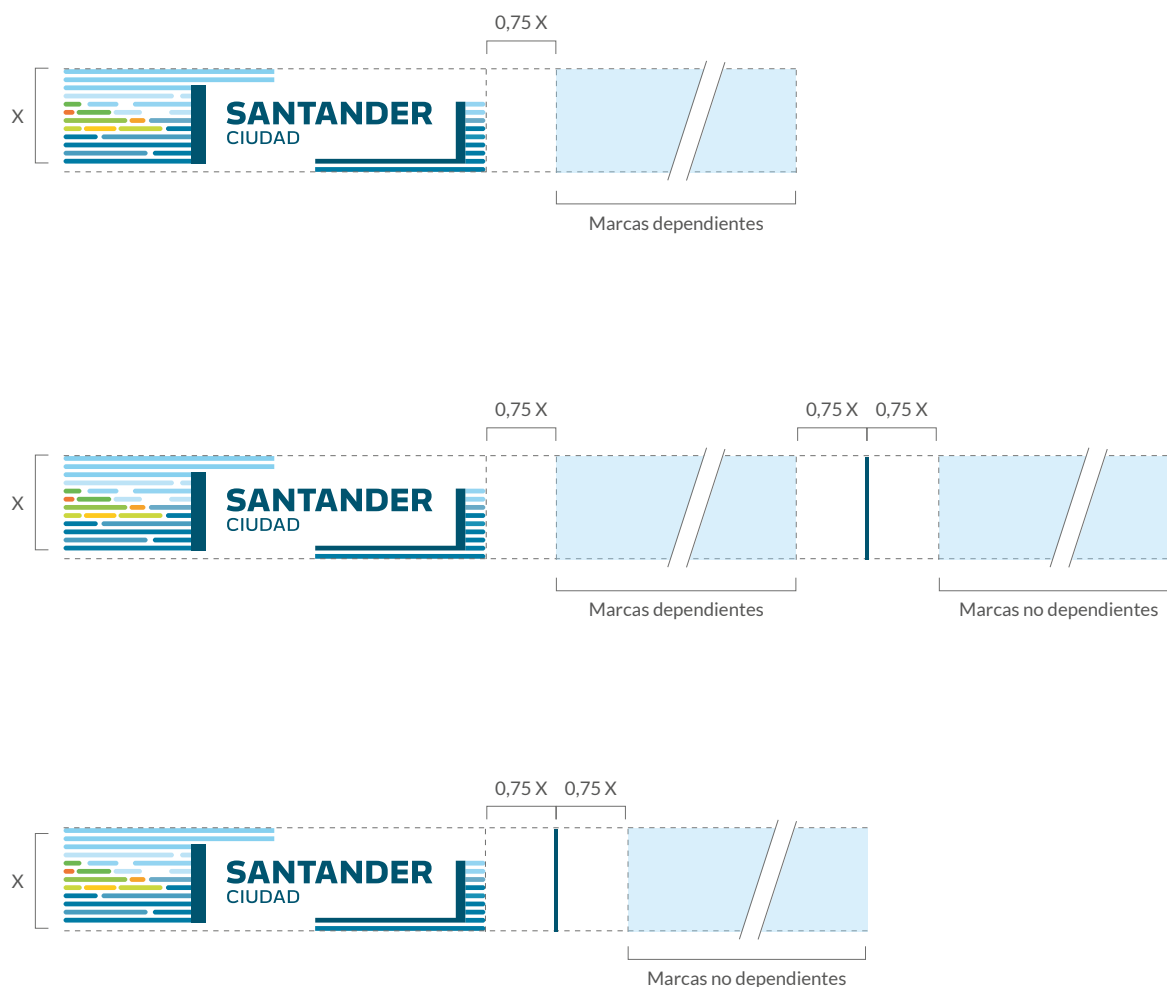 0,75 X
X
SANTANDER
CIUDAD
Marcas dependientes
0,75 X
0,75 X
0,75 X
X
SANTANDER
CIUDAD
Marcas dependientes
Marcas no dependientes
0,75 X
0,75 X
X
SANTANDER
CIUDAD
Marcas no dependientes